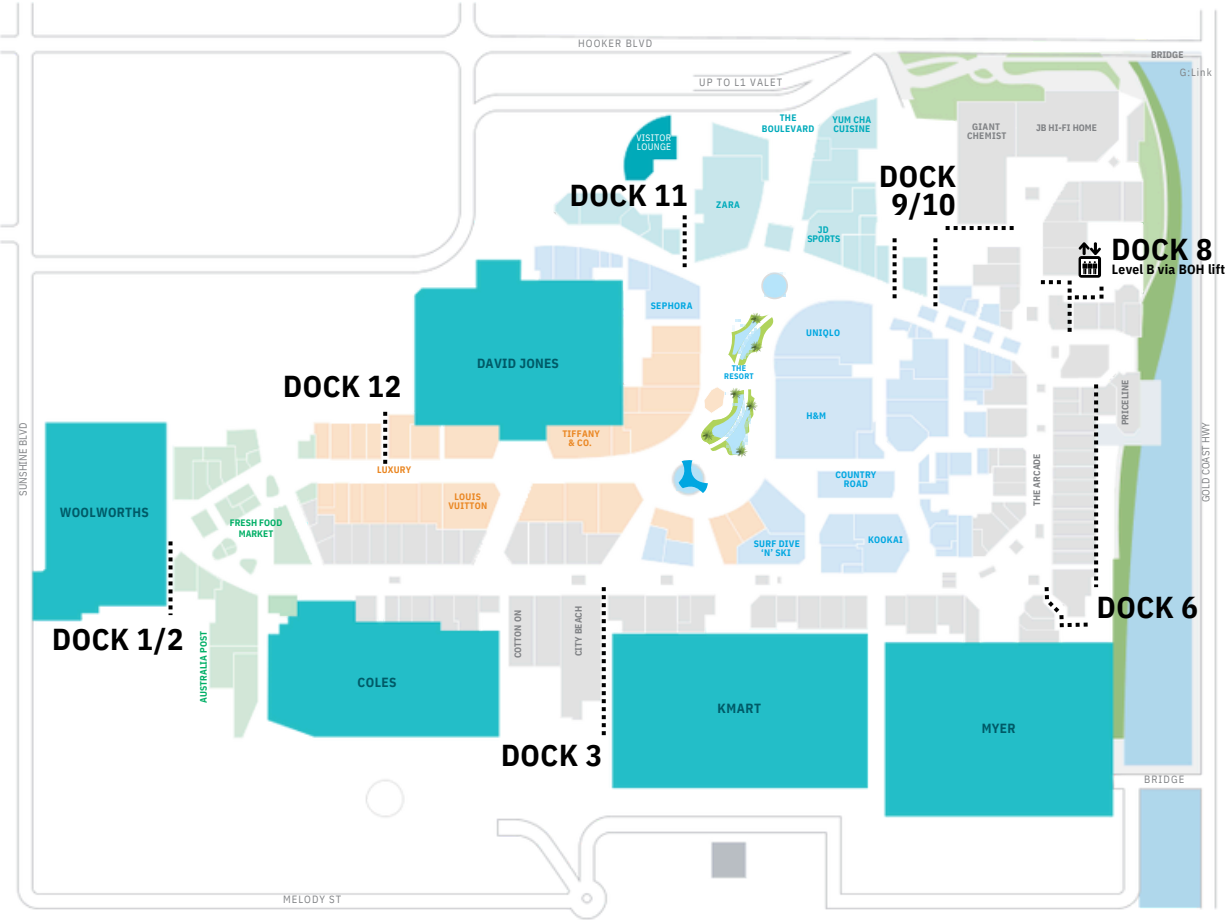 HOOKER BLVD
BRIDGE
G:Link
UP TO L1 VALET
THE
BOULEVARD
YUM CHA
CUISINE
GIANT
CHEMIST
JB HI-FI HOME
VISITOR
LOUNGE
DOCK 11
ZARA
DOCK
9/10
JD
SPORTS
DOCK 8
Level B via BOH lift
SEPHORA
UNIQLO
DAVID JONES
THE
RESORT
DOCK 12
PRICELINE
H&M
TIFFANY
& CO.
SUNSHINE BLVD
GOLD COAST HWY
LUXURY
COUNTRY
ROAD
THE ARCADE
LOUIS
VUITTON
WOOLWORTHS
FRESH FOOD
MARKET
SURF DIVE
'N' SKI
KOOKAI
DOCK 6
DOCK 1/2
AUSTRALIA POST
COTTON ON
CITY BEACH
COLES
KMART
MYER
DOCK 3
BRIDGE
MELODY ST